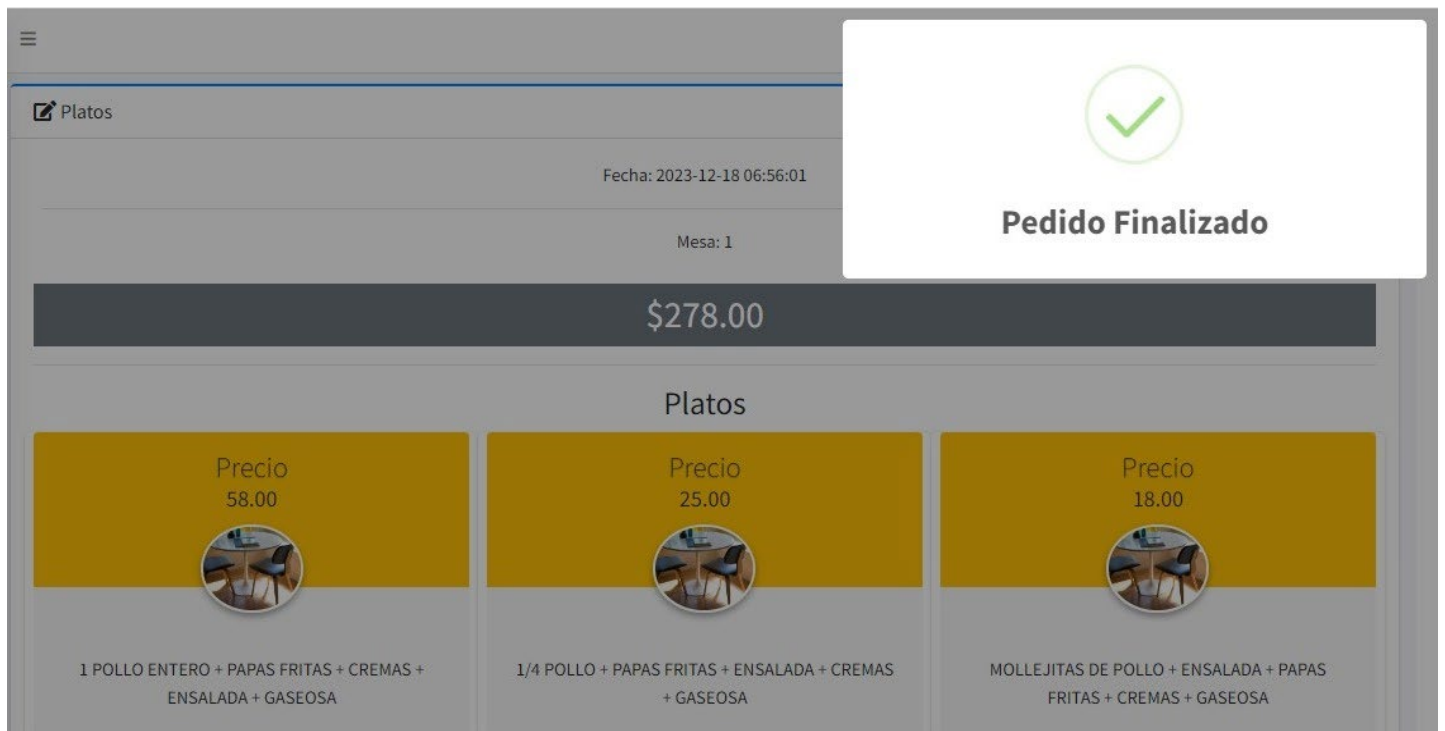 Platos
Fecha: 2023-12-18 06:56:01
Pedido Finalizado
Mesa: 1
$278.00
Platos
Precio
58.00
Precio
25.00
Precio
18.00
1 POLLO ENTERO + PAPAS FRITAS + CREMAS +
ENSALADA + GASEOSA
1/4 POLLO + PAPAS FRITAS + ENSALADA + CREMAS
+ GASEOSA
MOLLEJITAS DE POLLO + ENSALADA + PAPAS
FRITAS + CREMAS + GASEOSA